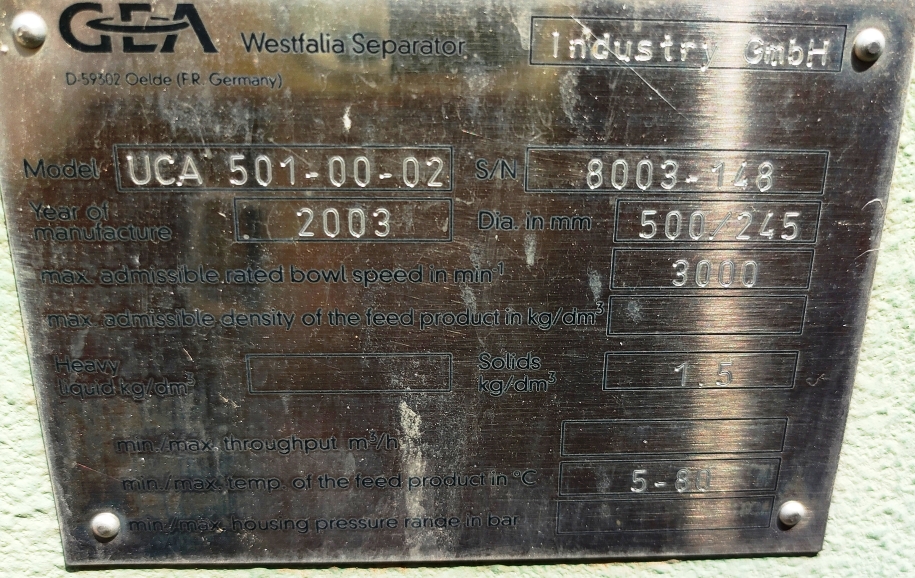 GEA Westfalia Separator Industry GmbH
D-59302 Oelde (F.R. Germany)
Model UCA 501-00-02 S/N 8003-148
Year of manufacture 2003 Dia. in mm 500/245
max. admissible rated bowl speed in min⁻¹ 3000
max. admissible density of the feed product in kg/dm³
Heavy liquid kg/dm³ Solids kg/dm³ 1.5
min./max. throughput m³/h
min./max. temp. of the feed product in °C 5-80
min./max. housing pressure range in bar